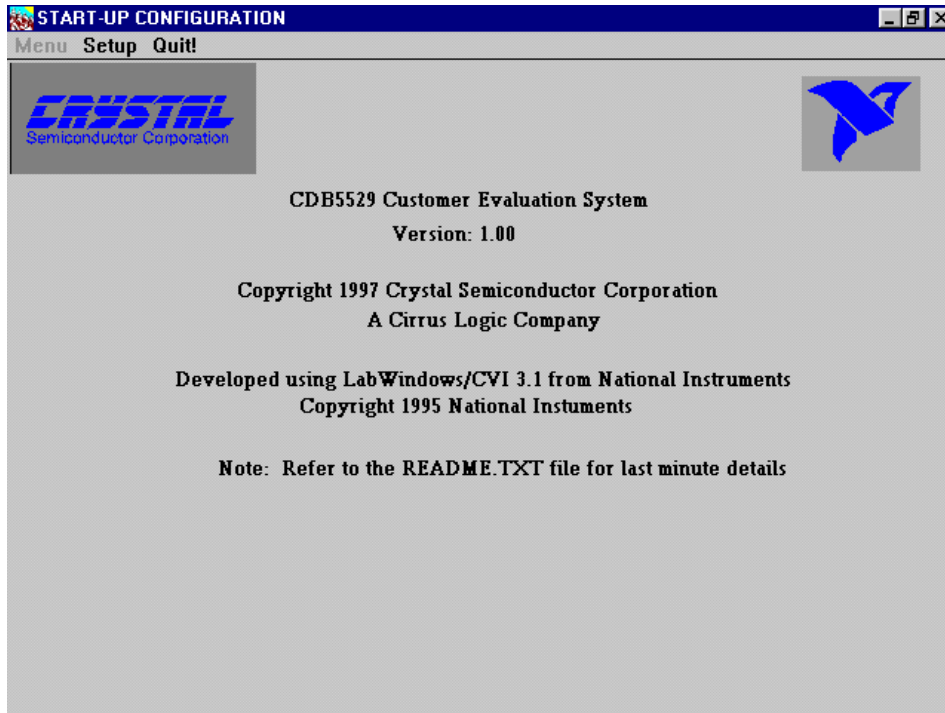 START-UP CONFIGURATION
Menu Setup Quit!
CRYSTAL
Semiconductor Corporation
CDB5529 Customer Evaluation System
Version: 1.00
Copyright 1997 Crystal Semiconductor Corporation
A Cirrus Logic Company
Developed using LabWindows/CVI 3.1 from National Instruments
Copyright 1995 National Instuments
Note: Refer to the README.TXT file for last minute details